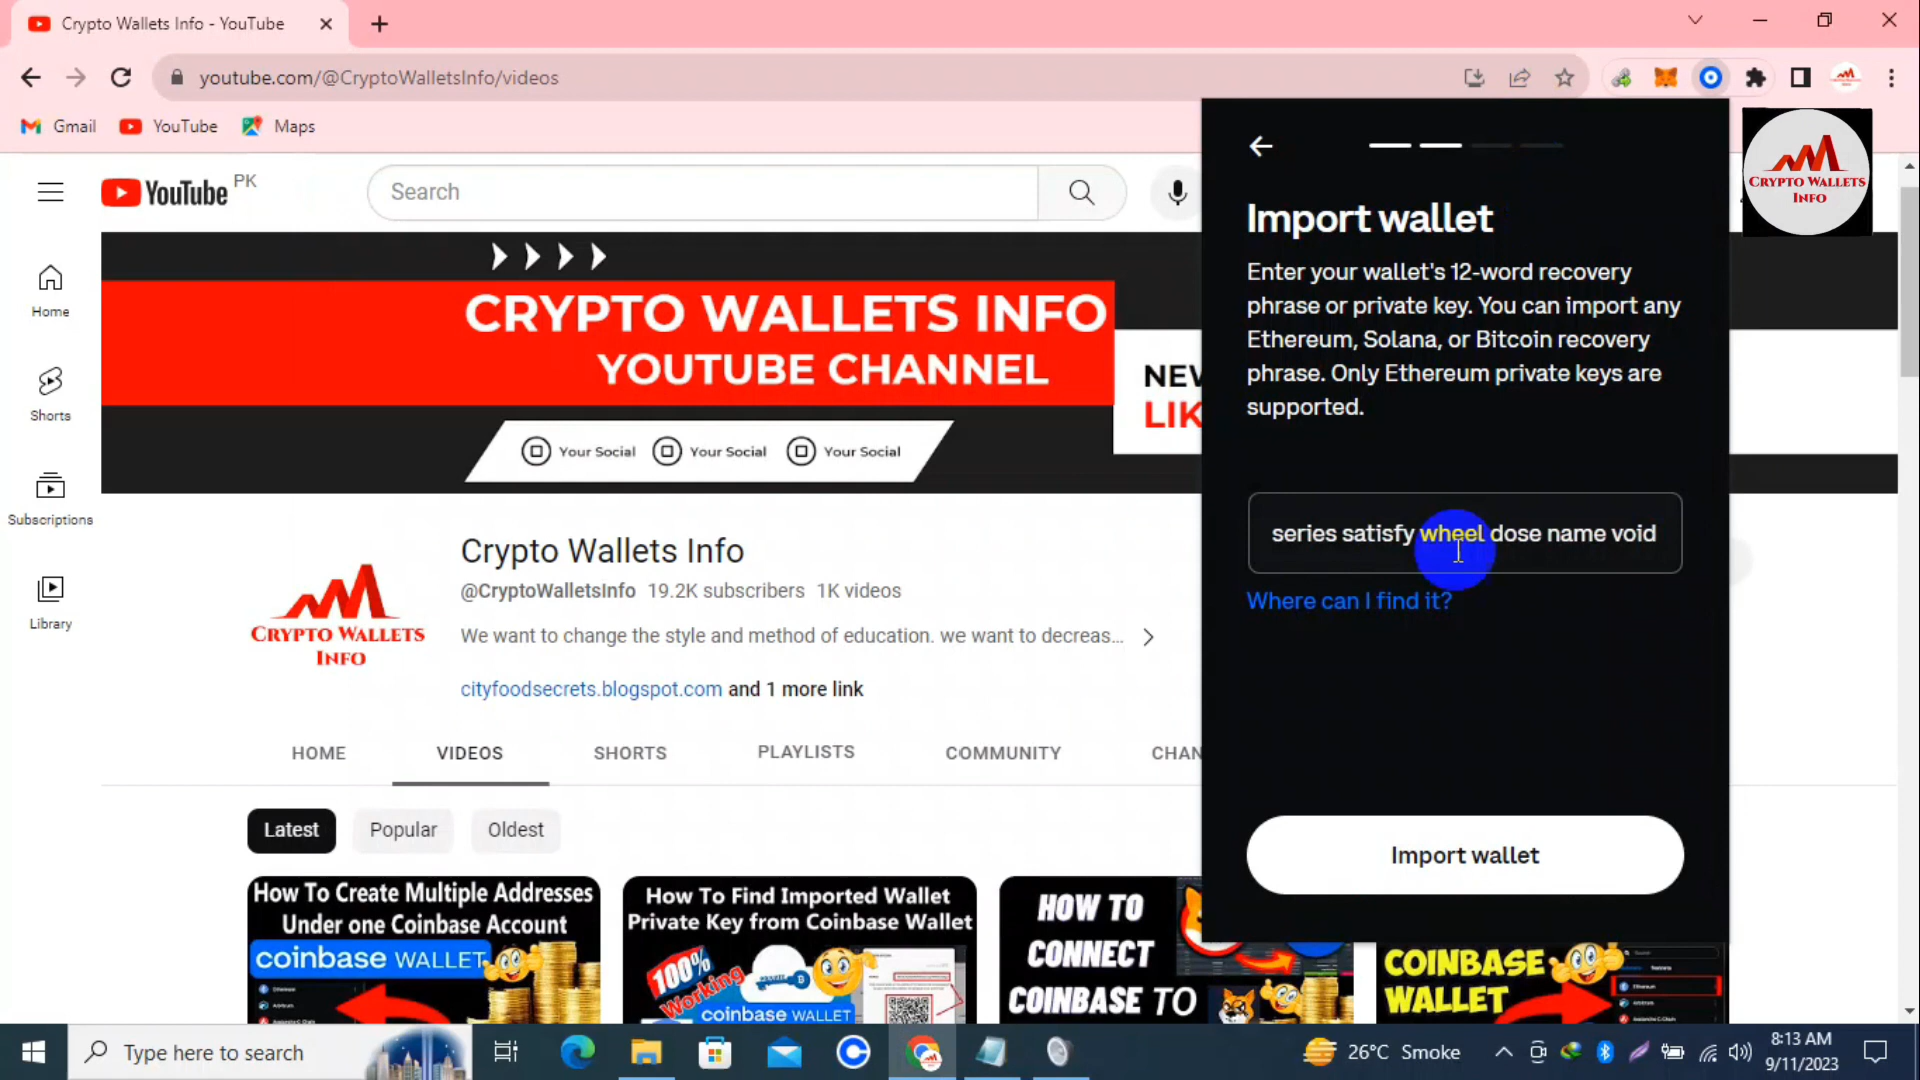 Crypto Wallets Info - YouTube
youtube.com/@CryptoWalletsInfo/videos
Gmail YouTube Maps
YouTube PK
Search
CRYPTO WALLETS
INFO
Home
Shorts
Subscriptions
Library
CRYPTO WALLETS INFO
YOUTUBE CHANNEL
NEW
LIK
Your Social Your Social Your Social
Crypto Wallets Info
@CryptoWalletsInfo 19.2K subscribers 1K videos
We want to change the style and method of education. we want to decreas...
cityfoodsecrets.blogspot.com and 1 more link
CRYPTO WALLETS
INFO
HOME VIDEOS SHORTS PLAYLISTS COMMUNITY CHAN
Latest Popular Oldest
How To Create Multiple Addresses
Under one Coinbase Account
coinbase WALLET
Ethereum
How To Find Imported Wallet
Private Key from Coinbase Wallet
100%
Working
coinbase WALLET
HOW TO
CONNECT
COINBASE TO
COINBASE
WALLET
Import wallet
Enter your wallet's 12-word recovery
phrase or private key. You can import any
Ethereum, Solana, or Bitcoin recovery
phrase. Only Ethereum private keys are
supported.
series satisfy wheel dose name void
Where can I find it?
Import wallet
Type here to search
26°C Smoke
8:13 AM
9/11/2023